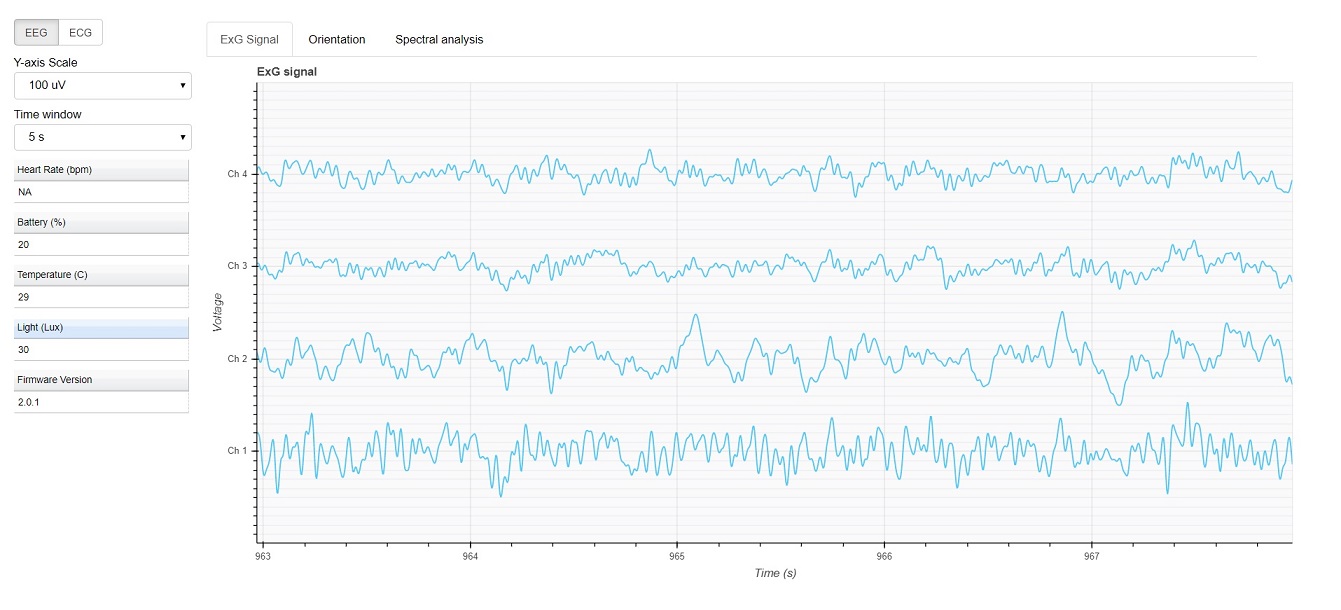 EEG ECG
Y-axis Scale
100 uV
Time window
5 s
Heart Rate (bpm)
NA
Battery (%)
20
Temperature (C)
29
Light (Lux)
30
Firmware Version
2.0.1
ExG Signal Orientation Spectral analysis
ExG signal
Voltage
Ch 4
Ch 3
Ch 2
Ch 1
963 964 965 966 967
Time (s)